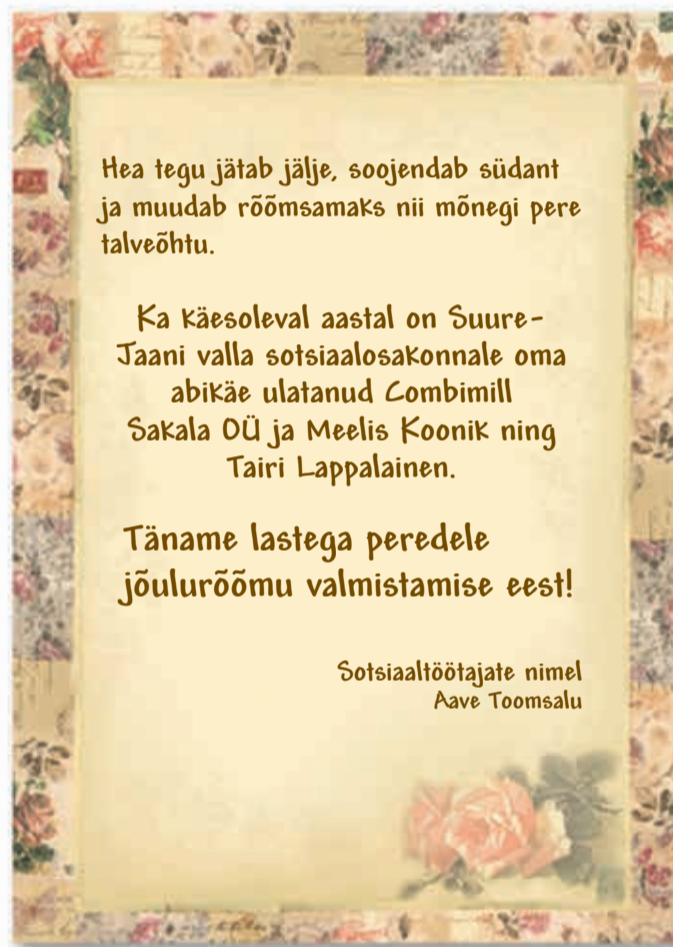 Hea tegu jätab jälje, soojendab südant
ja muudab rõõmsamaks nii mõnegi pere
talveõhtu.
Ka käesoleval aastal on Suure-
Jaani valla sotsiaalosakonnale oma
abikäe ulatanud Combimill
Sakala OÜ ja Meelis Koonik ning
Tairi Lappalainen.
Täname lastega peredele
jõulurõõmu valmistamise eest!
Sotsiaaltöötajate nimel
Aave Toomsalu